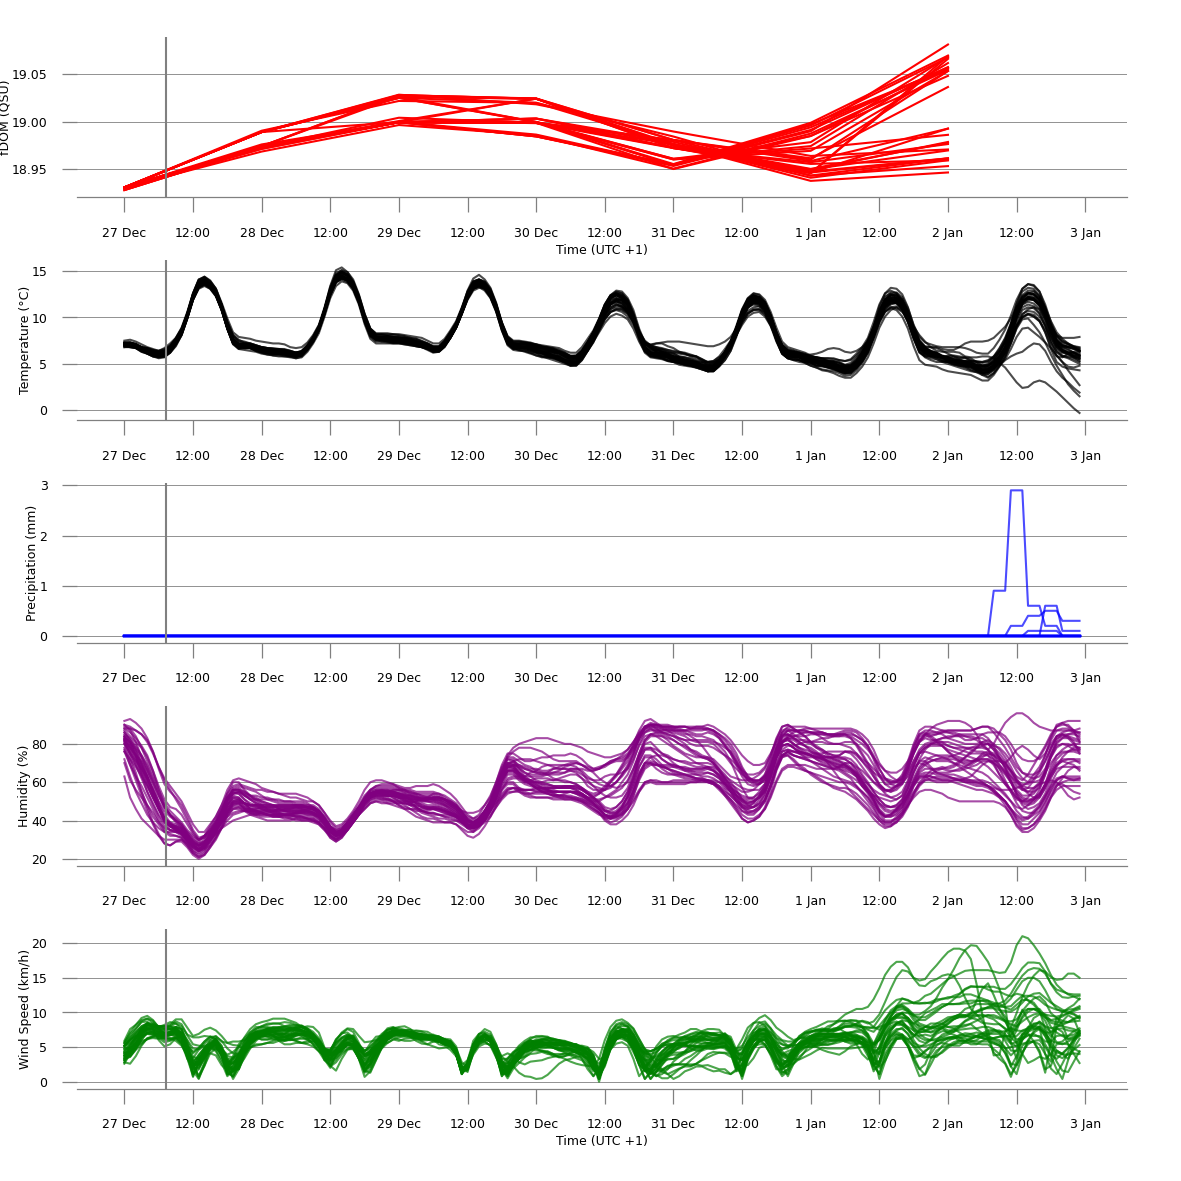 fDOM (QSU)
19.05
19.00
18.95
27 Dec 12:00 28 Dec 12:00 29 Dec 12:00 30 Dec 12:00 31 Dec 12:00 1 Jan 12:00 2 Jan 12:00 3 Jan
Time (UTC +1)
Temperature (°C)
15
10
5
0
27 Dec 12:00 28 Dec 12:00 29 Dec 12:00 30 Dec 12:00 31 Dec 12:00 1 Jan 12:00 2 Jan 12:00 3 Jan
Precipitation (mm)
3
2
1
0
27 Dec 12:00 28 Dec 12:00 29 Dec 12:00 30 Dec 12:00 31 Dec 12:00 1 Jan 12:00 2 Jan 12:00 3 Jan
Humidity (%)
80
60
40
20
27 Dec 12:00 28 Dec 12:00 29 Dec 12:00 30 Dec 12:00 31 Dec 12:00 1 Jan 12:00 2 Jan 12:00 3 Jan
Wind Speed (km/h)
20
15
10
5
0
27 Dec 12:00 28 Dec 12:00 29 Dec 12:00 30 Dec 12:00 31 Dec 12:00 1 Jan 12:00 2 Jan 12:00 3 Jan
Time (UTC +1)